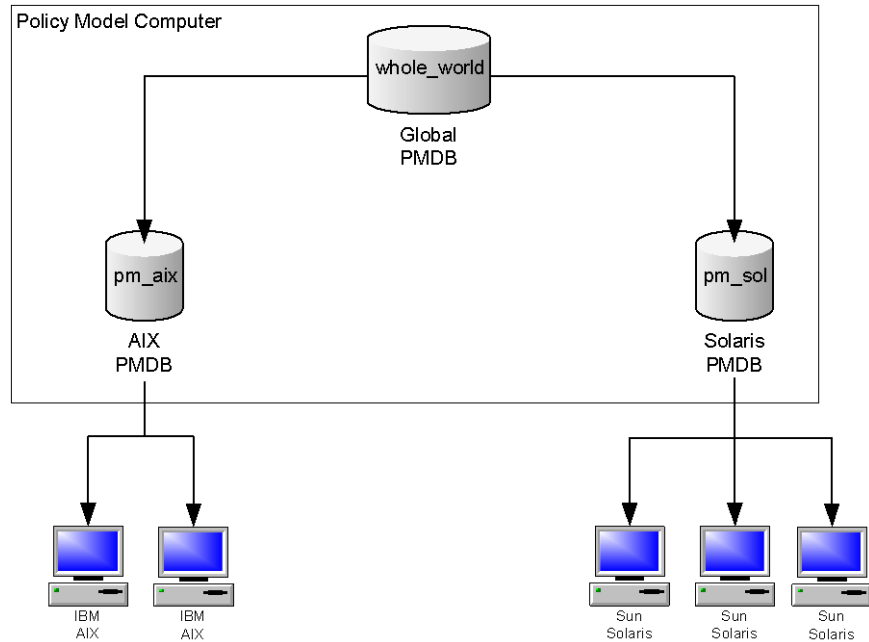 Policy Model Computer
whole_world
Global
PMDB
pm_aix
pm_sol
AIX
PMDB
Solaris
PMDB
IBM
AIX
IBM
AIX
Sun
Solaris
Sun
Solaris
Sun
Solaris